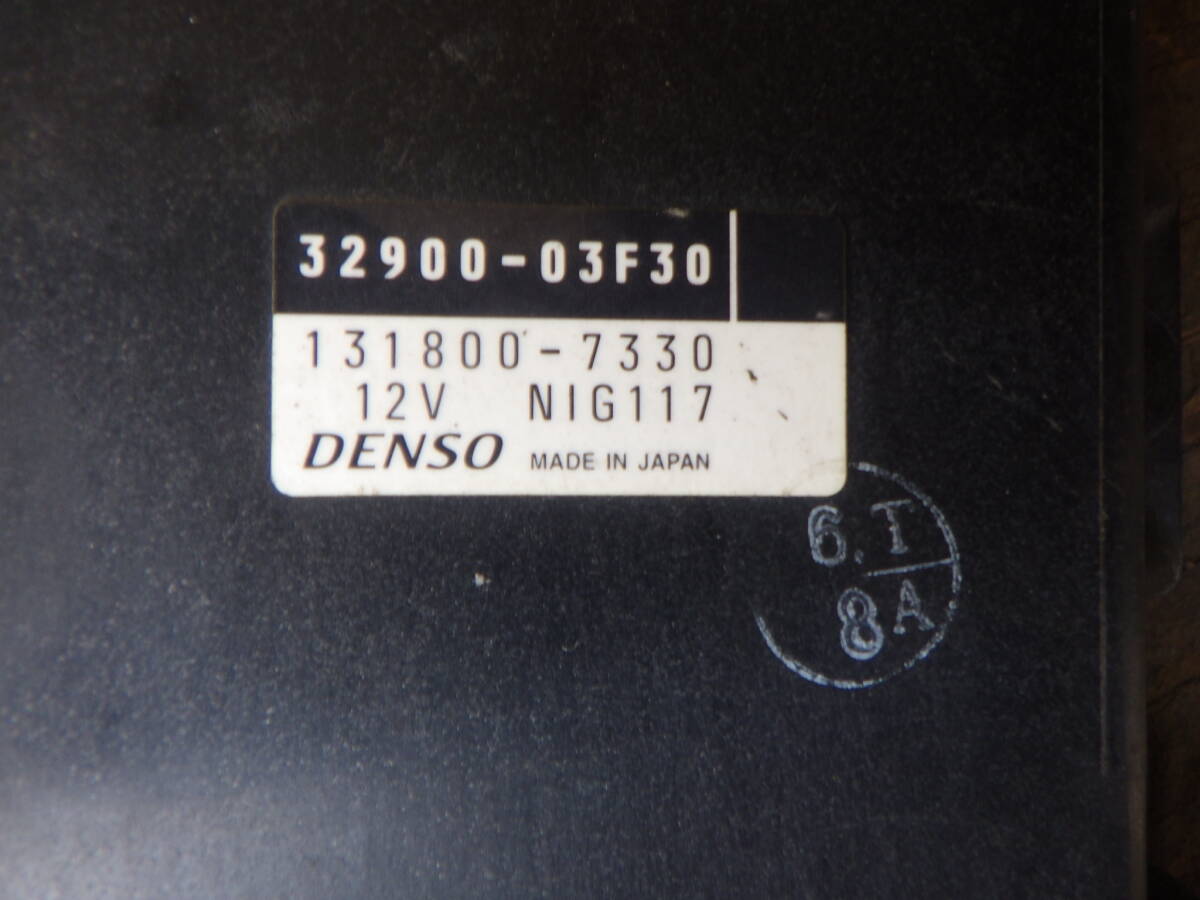 32900-03F30
131800-7330
12V NIG117
DENSO MADE IN JAPAN
6.T
8A